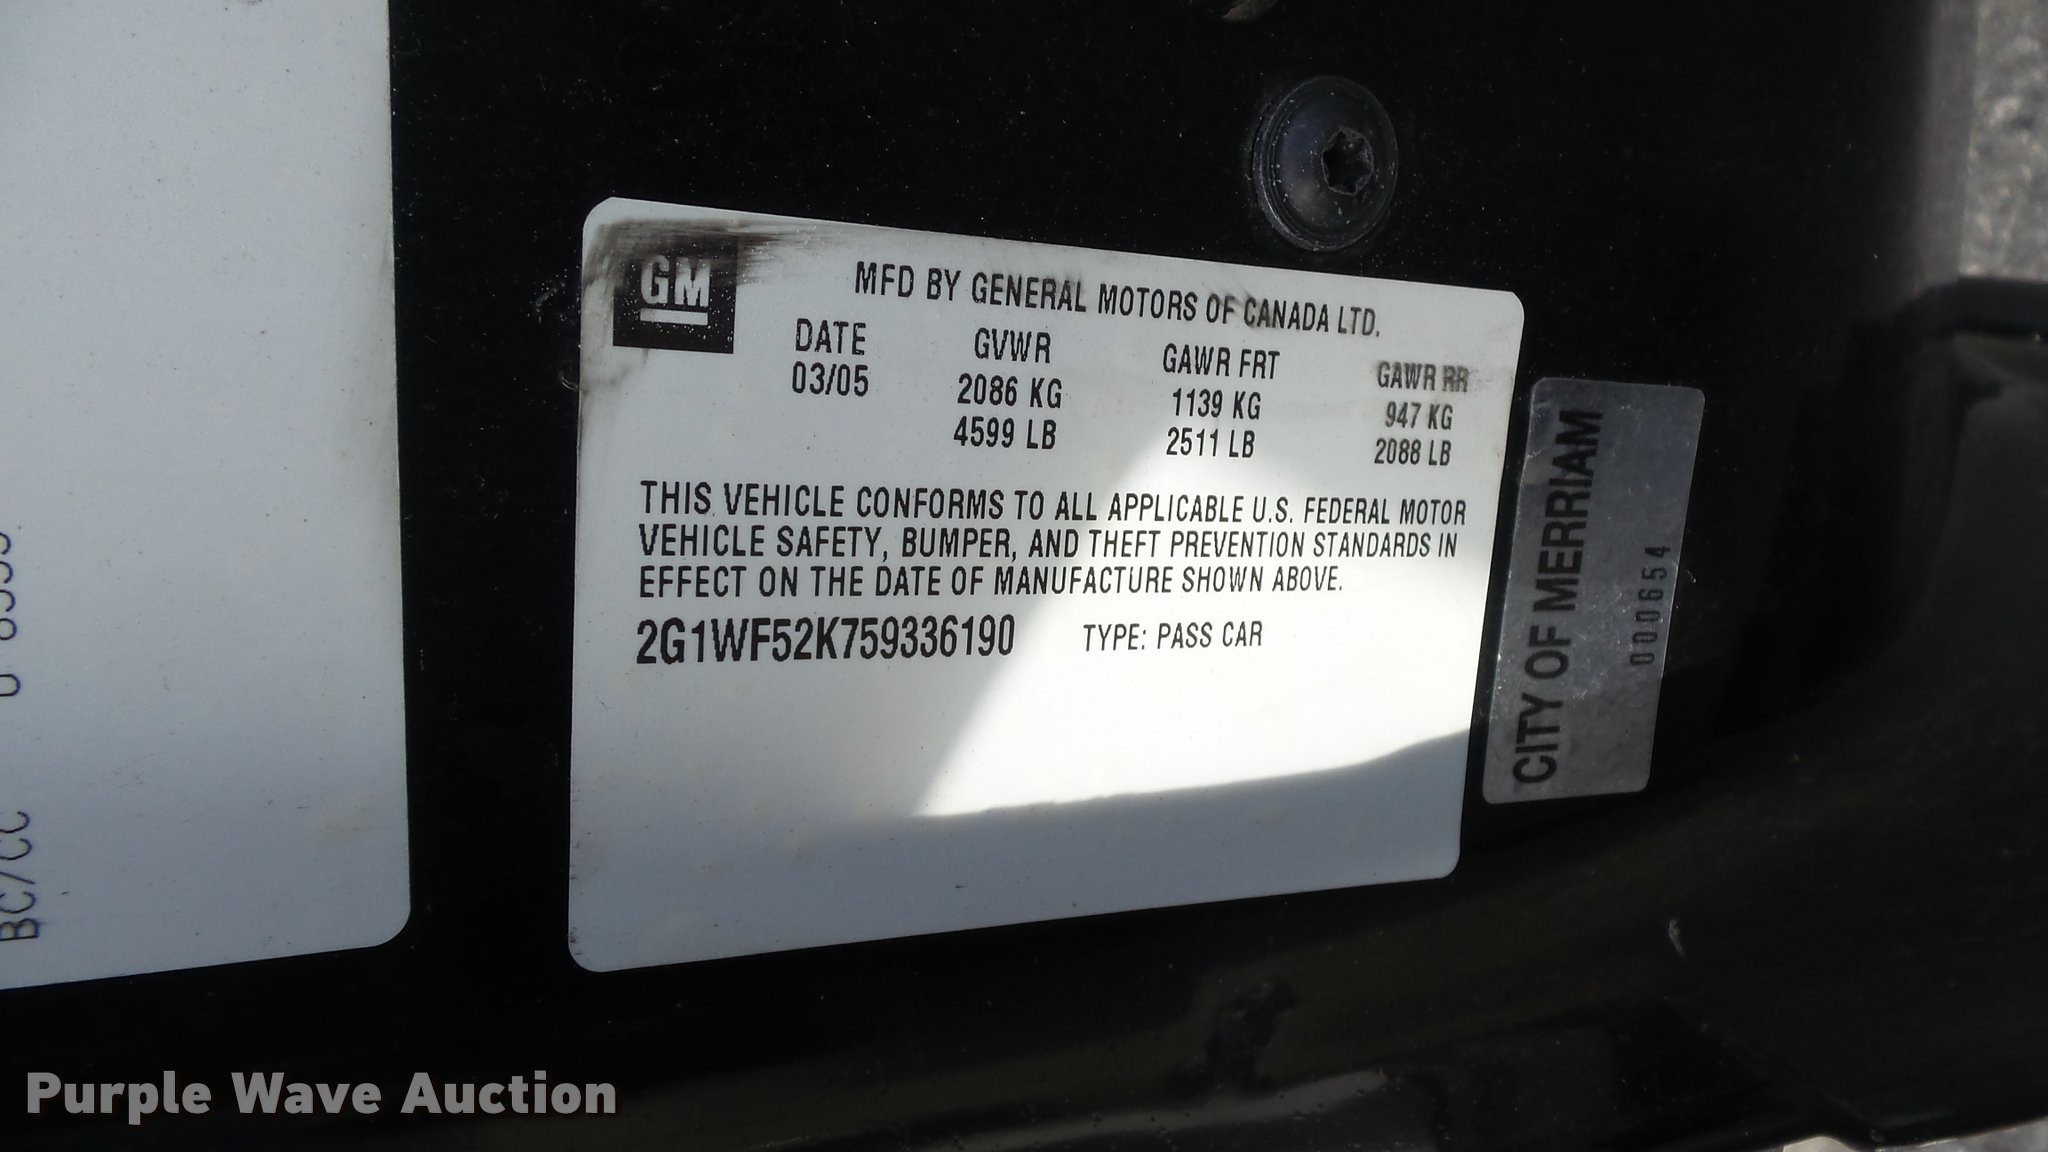 GM
MFD BY GENERAL MOTORS OF CANADA LTD.
DATE GVWR GAWR FRT GAWR RR
03/05 2086 KG 1139 KG 947 KG
4599 LB 2511 LB 2088 LB
THIS VEHICLE CONFORMS TO ALL APPLICABLE U.S. FEDERAL MOTOR
VEHICLE SAFETY, BUMPER, AND THEFT PREVENTION STANDARDS IN
EFFECT ON THE DATE OF MANUFACTURE SHOWN ABOVE.
2G1WF52K759336190 TYPE: PASS CAR
CITY OF MERRIAM
000654
BC/CC
Purple Wave Auction